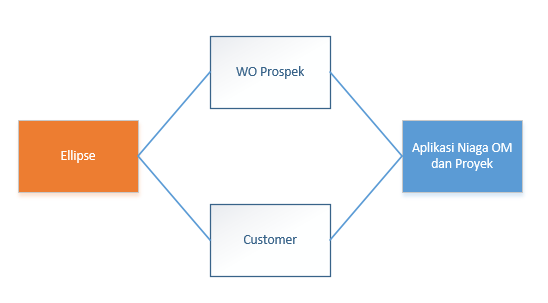 WO Prospek
Ellipse
Aplikasi Niaga OM
dan Proyek
Customer